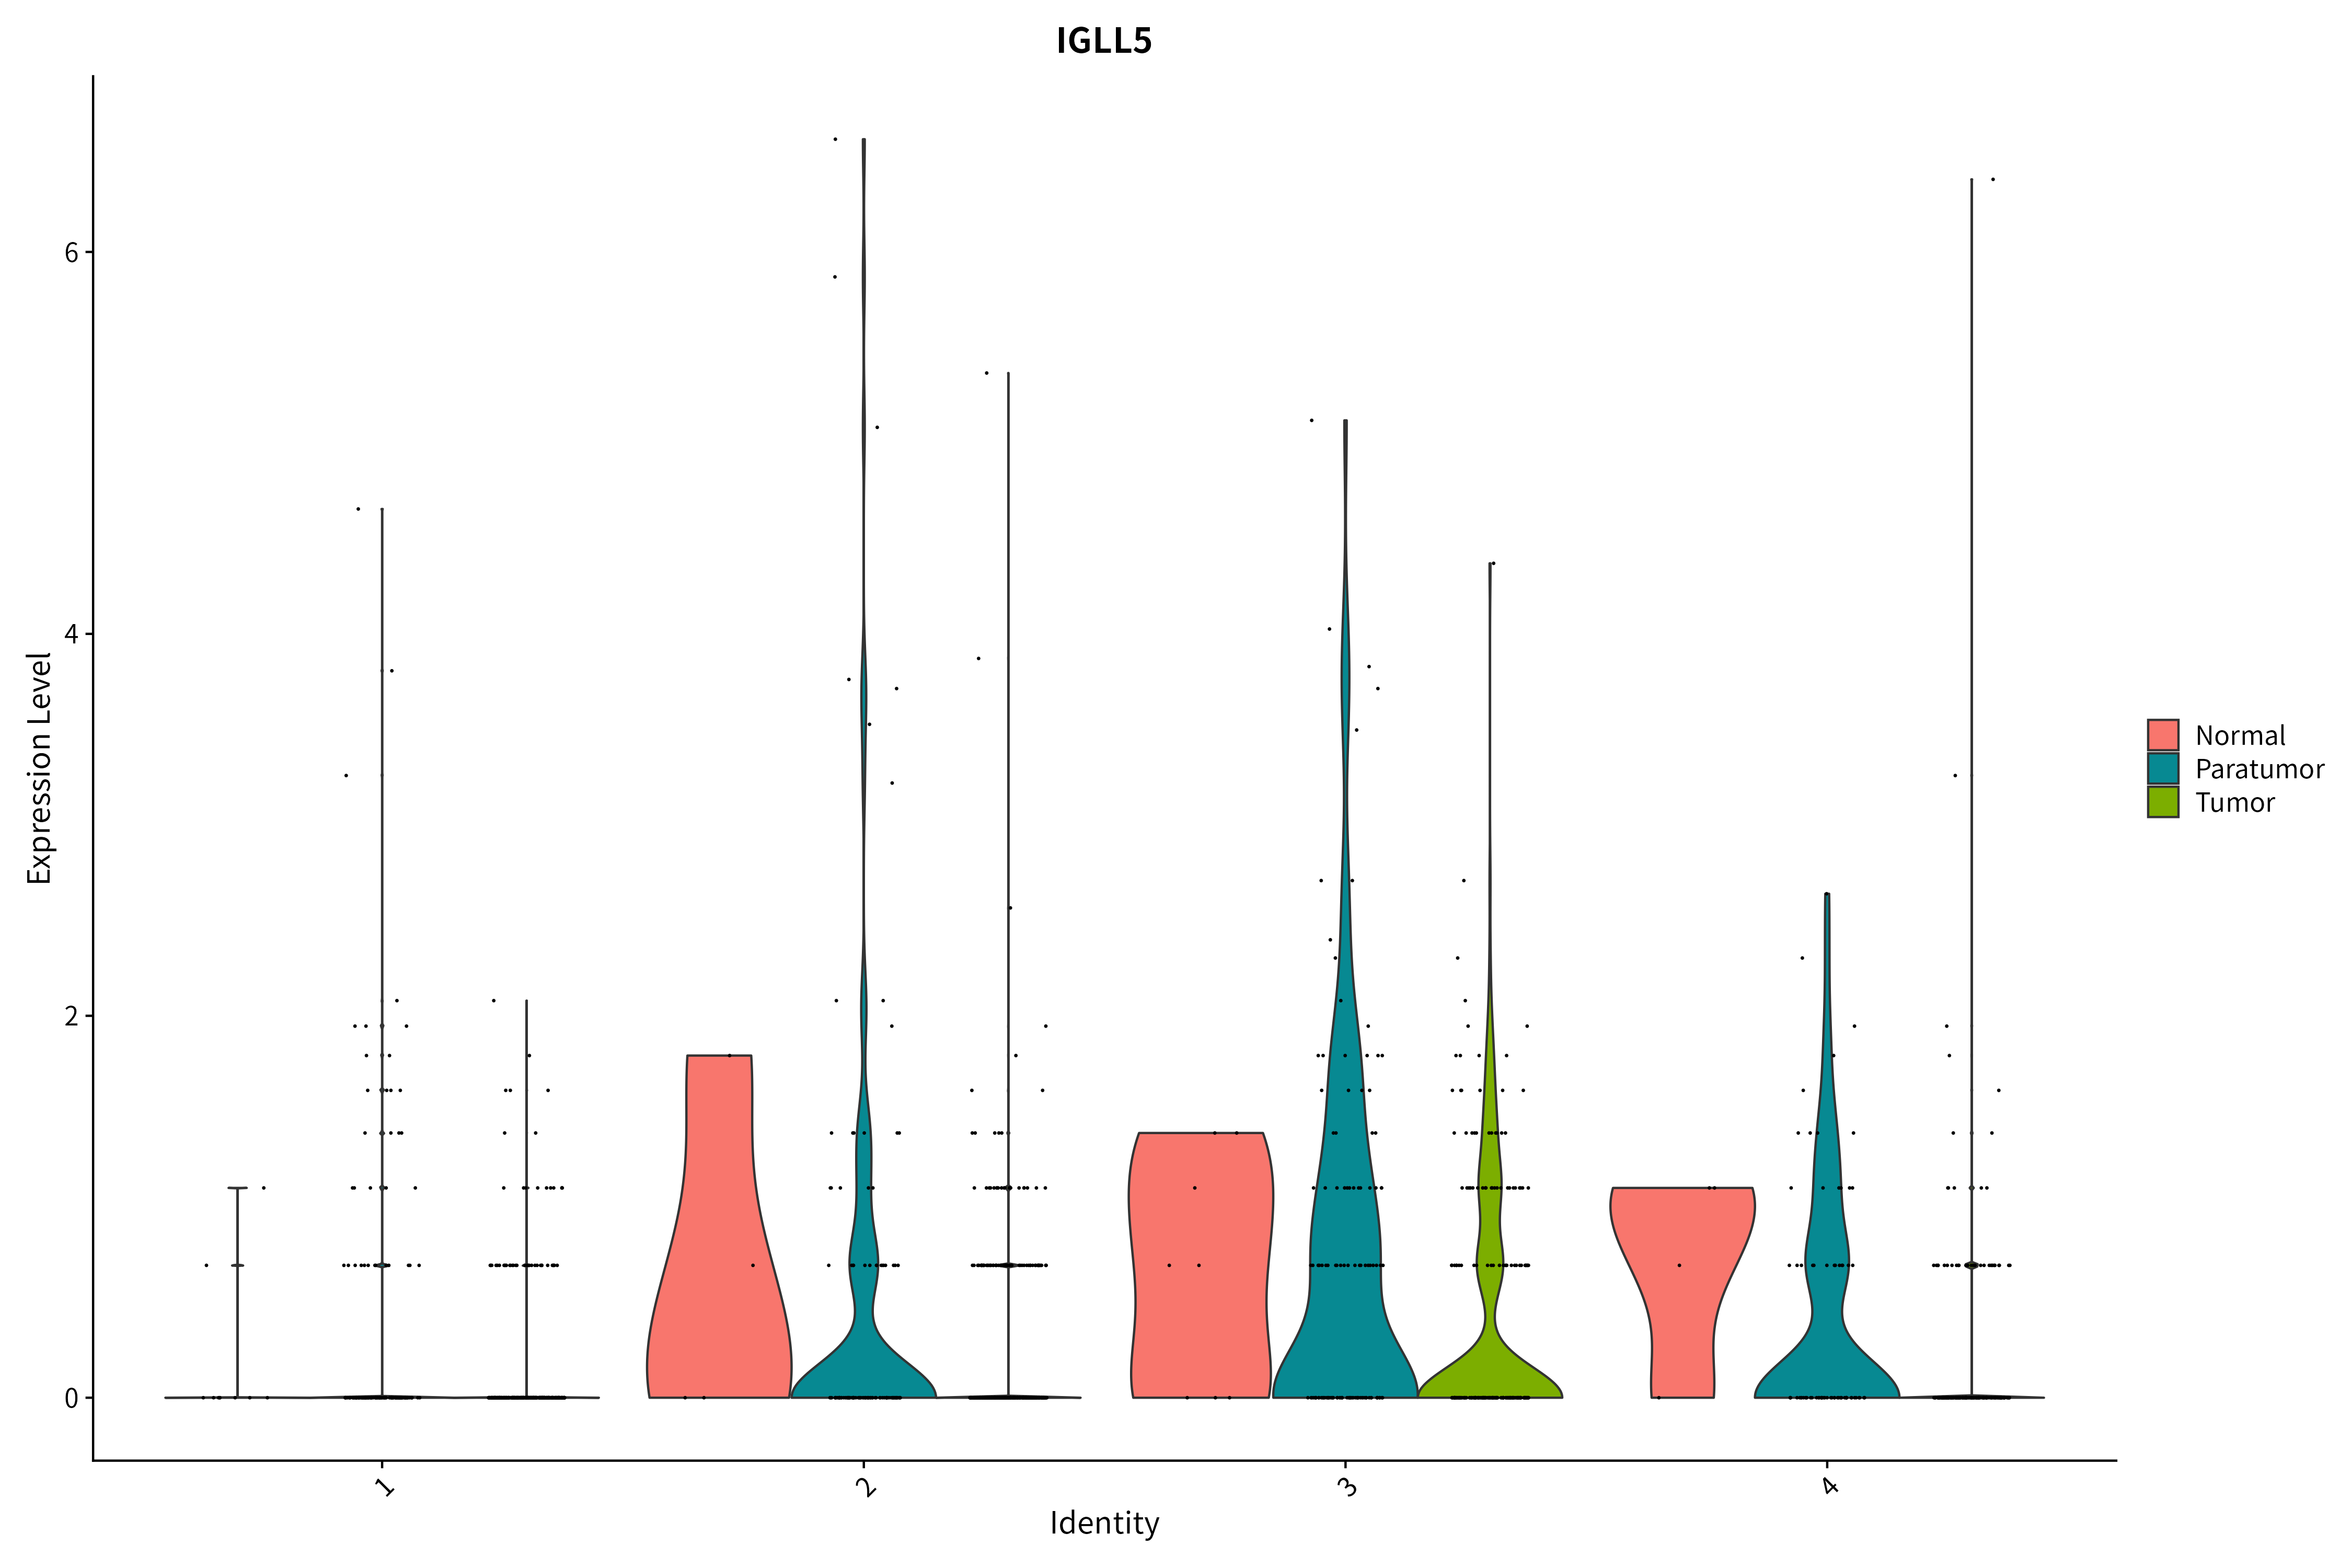 IGLL5
Expression Level
6
4
2
0
1
2
3
4
Identity
Normal
Paratumor
Tumor